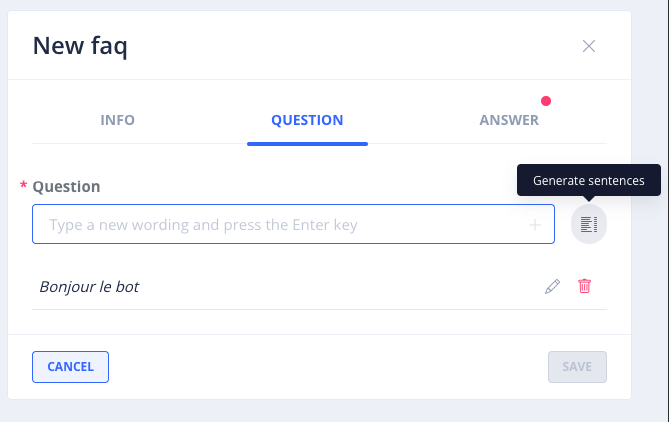 New faq
INFO
QUESTION
ANSWER
Generate sentences
* Question
Type a new wording and press the Enter key
Bonjour le bot
CANCEL
SAVE